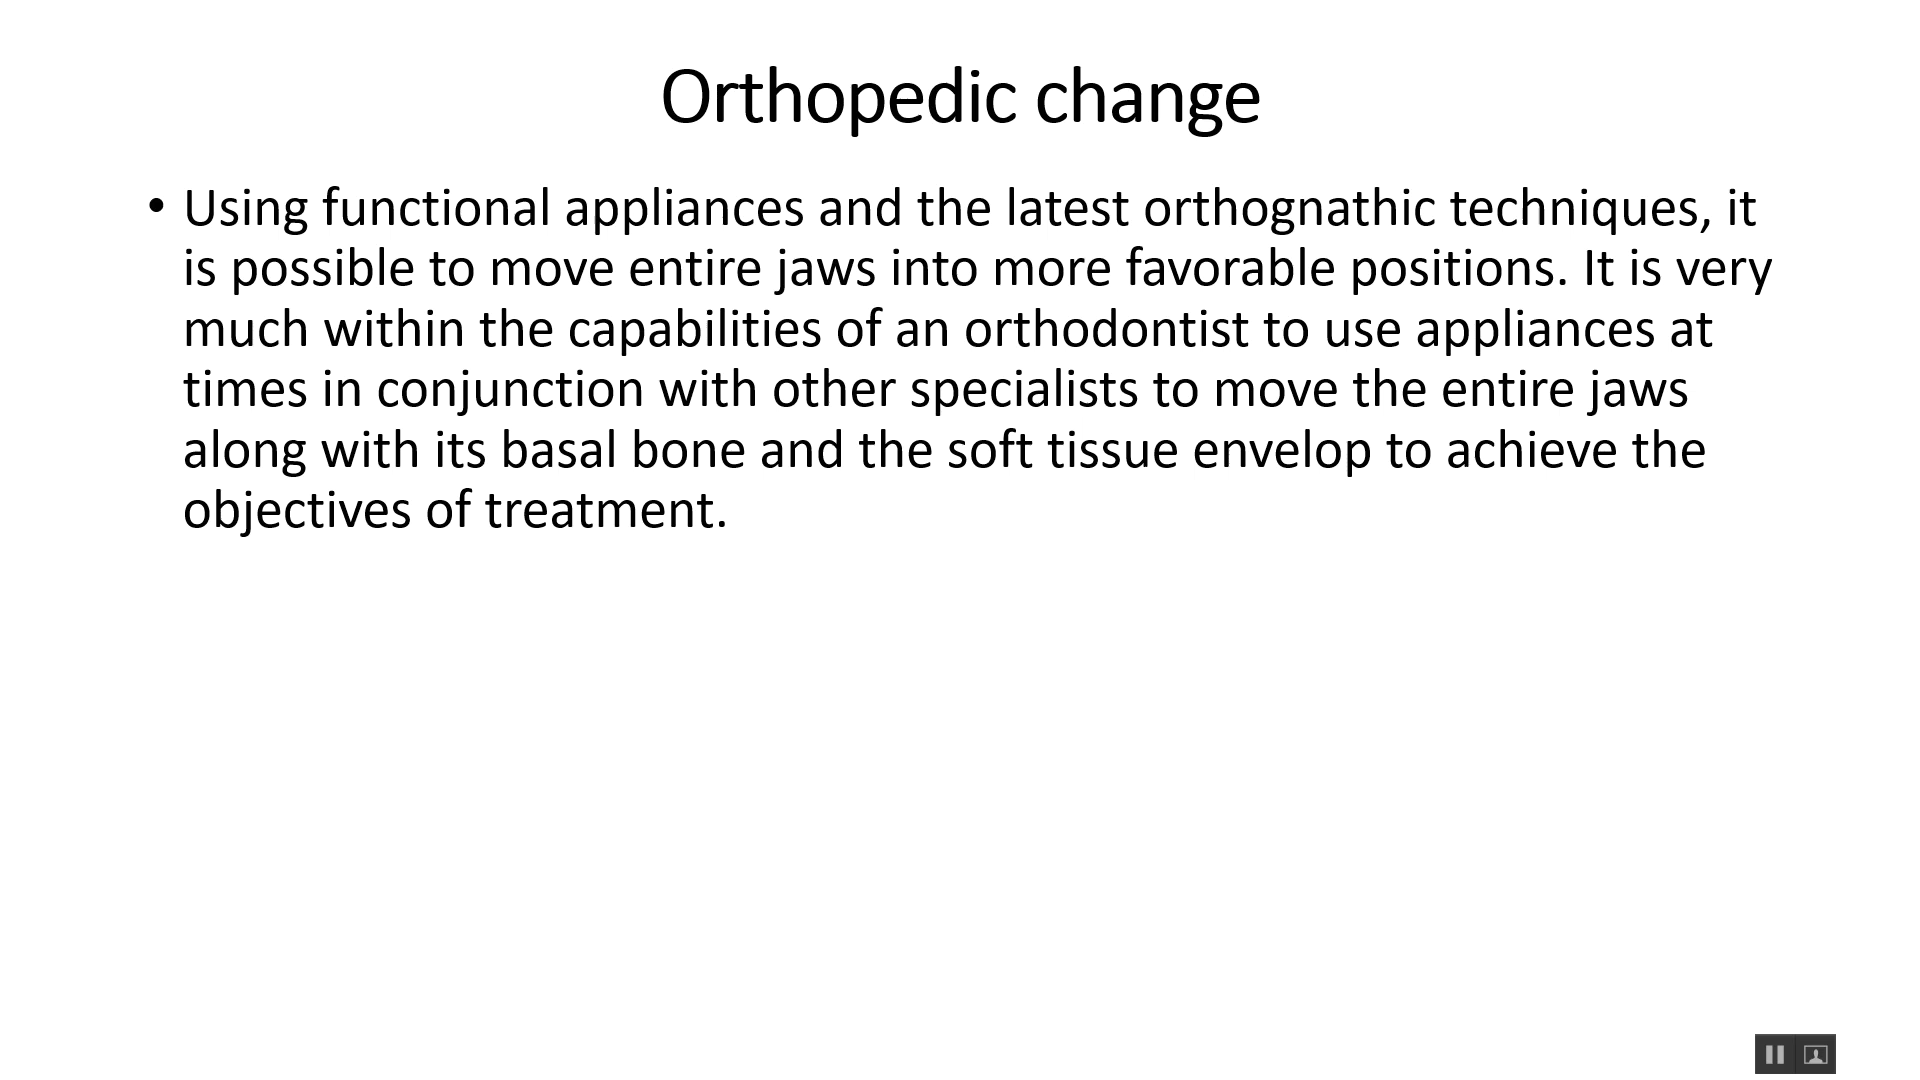 Orthopedic change
• Using functional appliances and the latest orthognathic techniques, it
is possible to move entire jaws into more favorable positions. It is very
much within the capabilities of an orthodontist to use appliances at
times in conjunction with other specialists to move the entire jaws
along with its basal bone and the soft tissue envelop to achieve the
objectives of treatment.